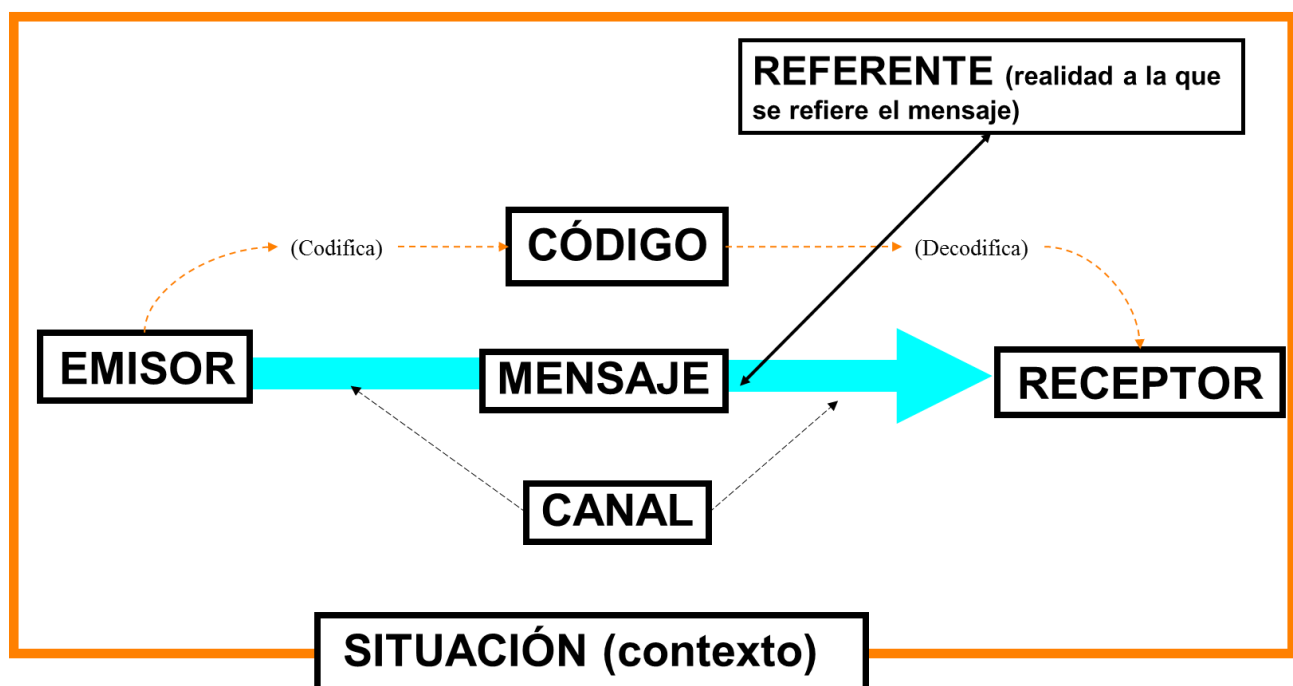 REFERENTE (realidad a la que
se refiere el mensaje)
CÓDIGO
(Codifica)
(Decodifica)
EMISOR
MENSAJE
RECEPTOR
CANAL
SITUACIÓN (contexto)